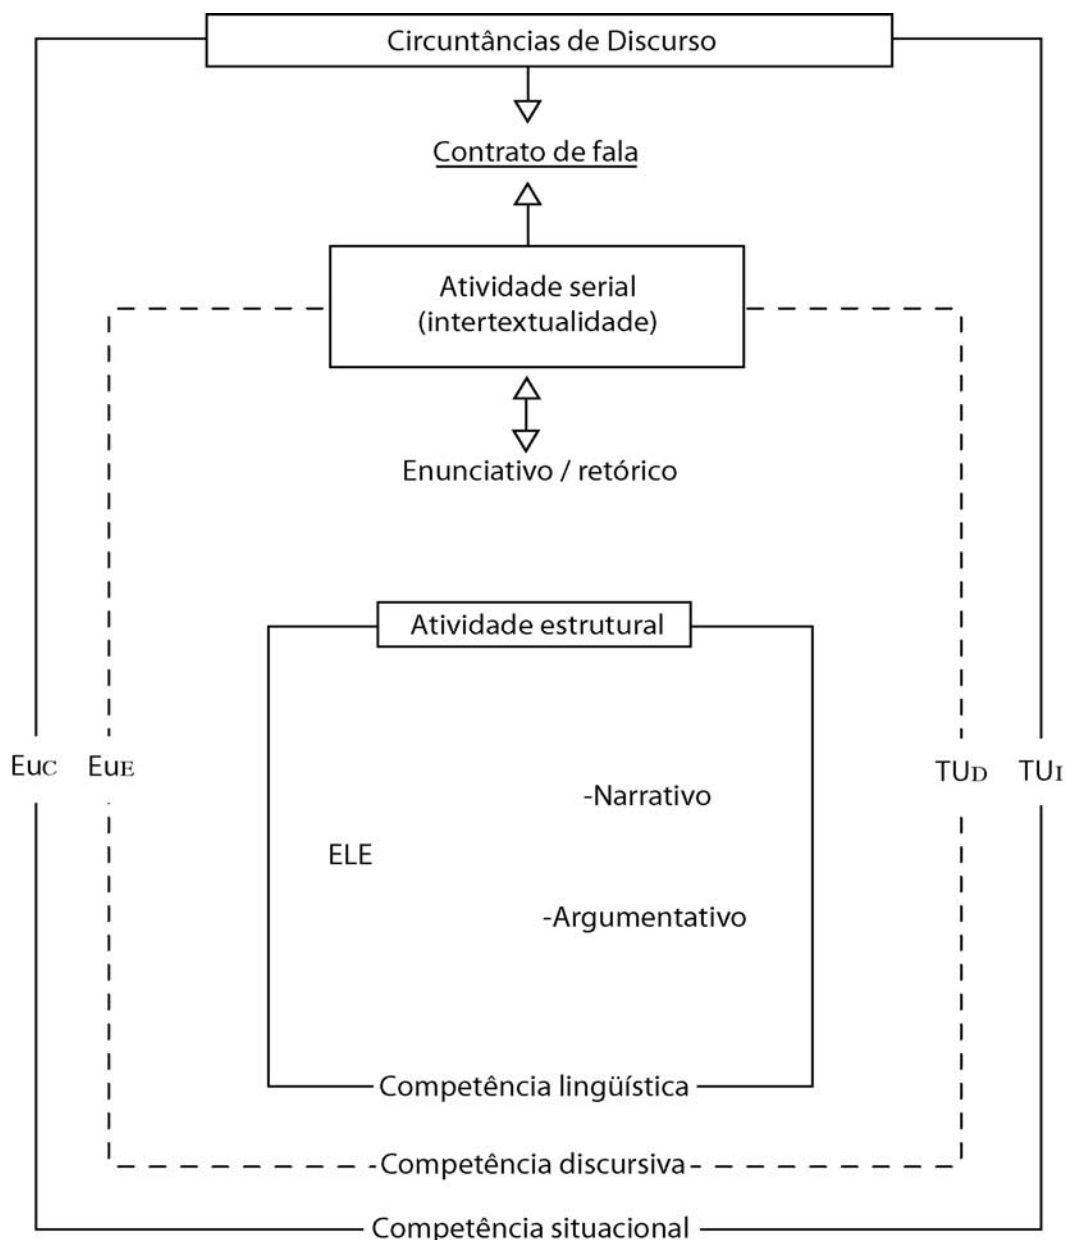 Circuntâncias de Discurso
Contrato de fala
Atividade serial
(intertextualidade)
Enunciativo / retórico
Atividade estrutural
EuC EuE TUD TUI
-Narrativo
ELE
-Argumentativo
Competência lingüística
Competência discursiva
Competência situacional